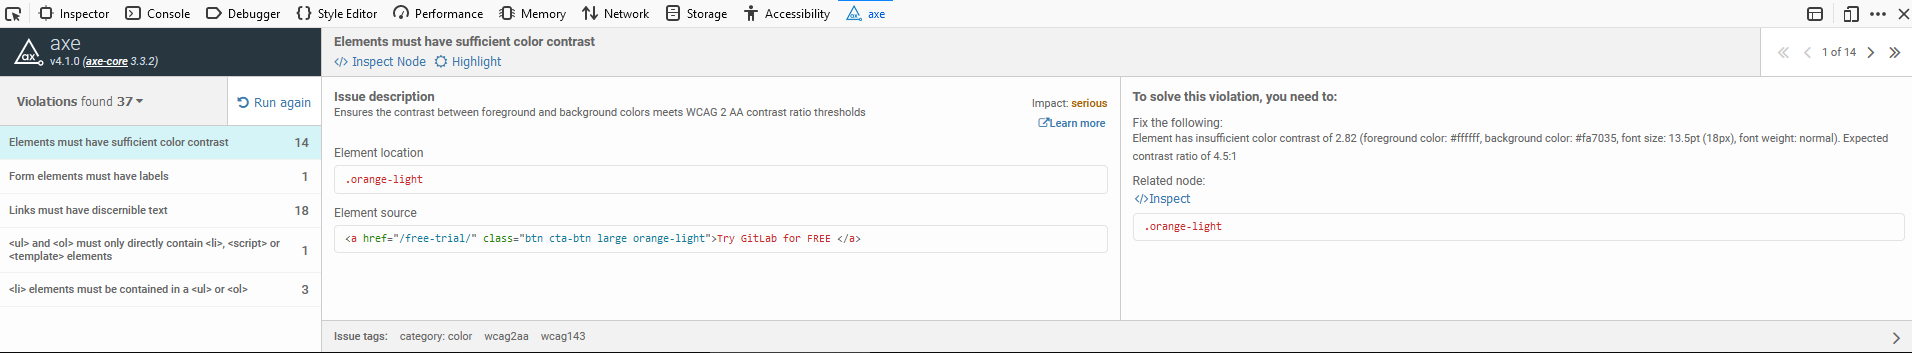 Inspector Console Debugger Style Editor Performance Memory Network Storage Accessibility axe
axe
v4.1.0 (axe-core 3.3.2)
Elements must have sufficient color contrast
Inspect Node Highlight
1 of 14
Violations found 37
Run again
Elements must have sufficient color contrast 14
Form elements must have labels 1
Links must have discernible text 18
<ul> and <ol> must only directly contain <li>, <script> or
<template> elements 1
<li> elements must be contained in a <ul> or <ol> 3
Issue description
Ensures the contrast between foreground and background colors meets WCAG 2 AA contrast ratio thresholds
Impact: serious
Learn more
Element location
.orange-light
Element source
<a href="/free-trial/" class="btn cta-btn large orange-light">Try GitLab for FREE </a>
To solve this violation, you need to:
Fix the following:
Element has insufficient color contrast of 2.82 (foreground color: #ffffff, background color: #fa7035, font size: 13.5pt (18px), font weight: normal). Expected
contrast ratio of 4.5:1
Related node:
</>Inspect
.orange-light
Issue tags: category: color wcag2aa wcag143